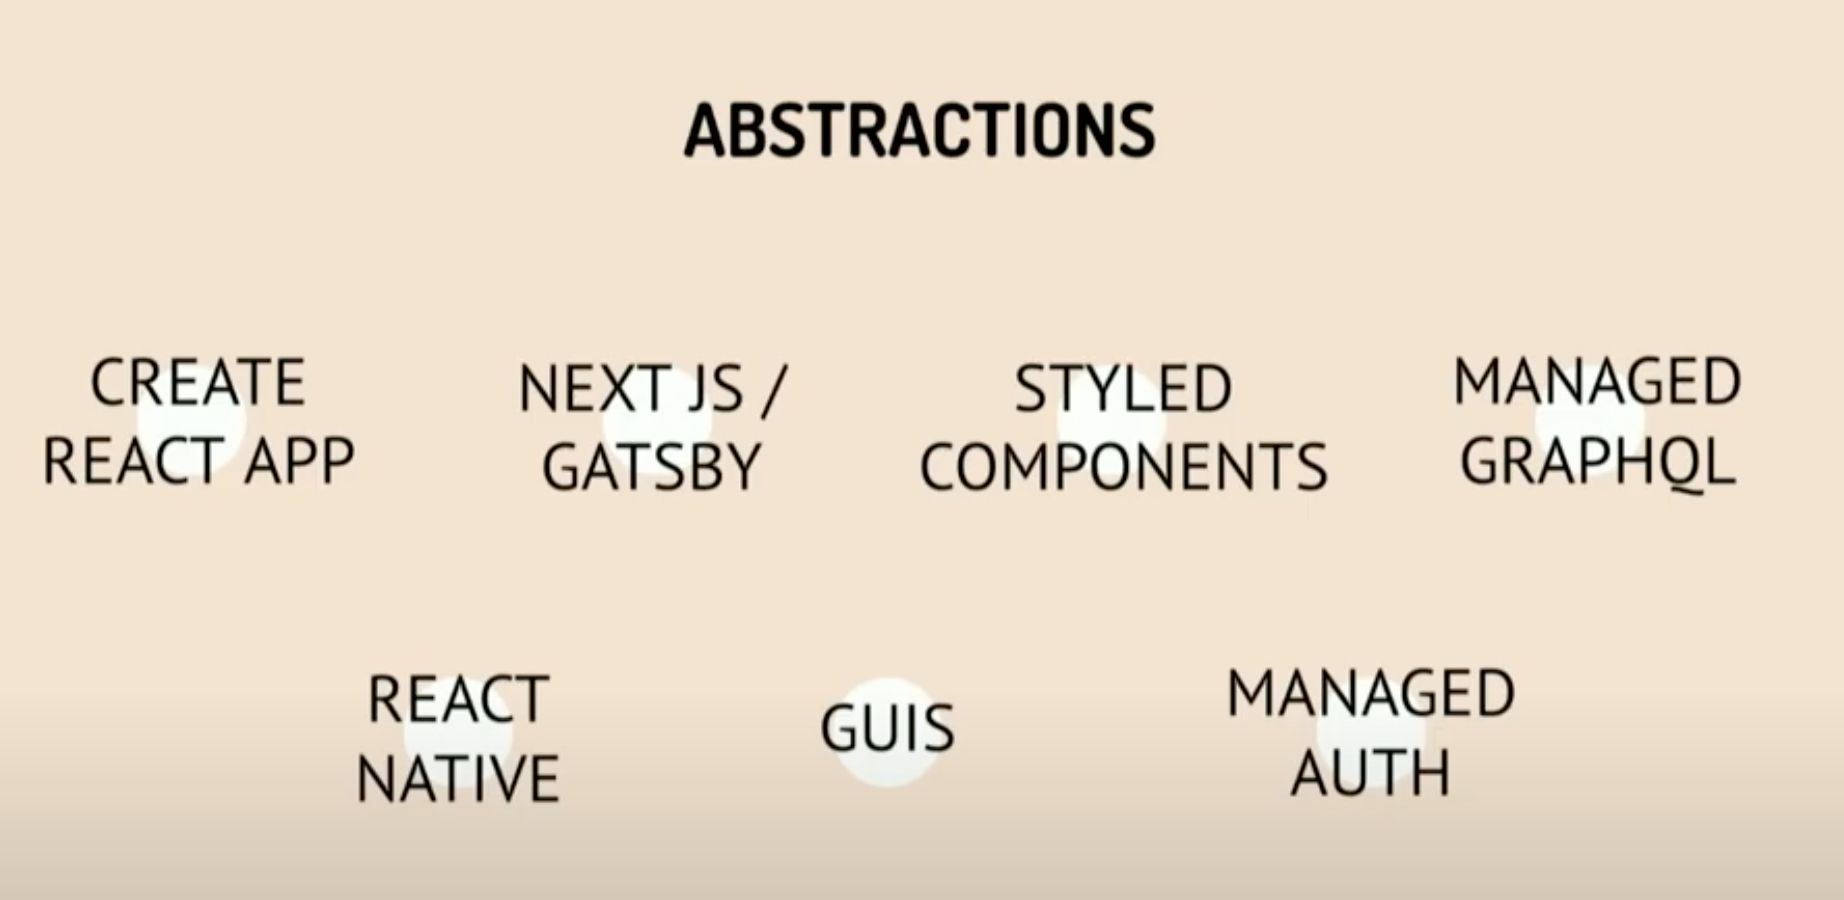 ABSTRACTIONS
CREATE
REACT APP
NEXT JS /
GATSBY
STYLED
COMPONENTS
MANAGED
GRAPHQL
REACT
NATIVE
GUIS
MANAGED
AUTH